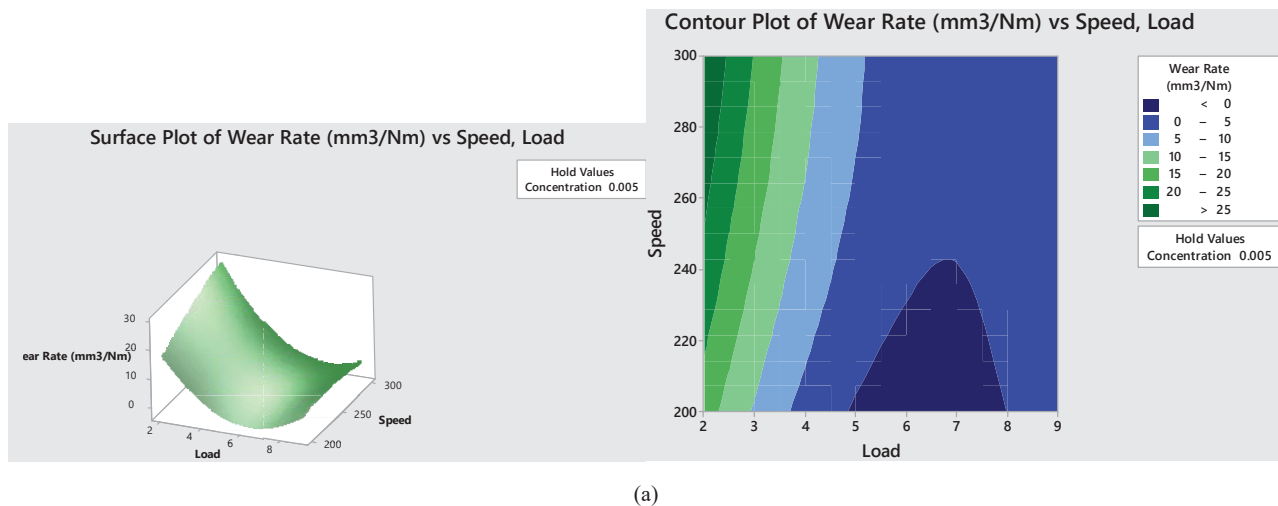 Surface Plot of Wear Rate (mm3/Nm) vs Speed, Load
Hold Values
Concentration 0.005
30
20
ear Rate (mm3/Nm)
10
0
2
4
6
8
Load
200
250
300
Speed
Contour Plot of Wear Rate (mm3/Nm) vs Speed, Load
300
280
260
240
220
200
Speed
2 3 4 5 6 7 8 9
Load
Wear Rate
(mm3/Nm)
< 0
0 – 5
5 – 10
10 – 15
15 – 20
20 – 25
> 25
Hold Values
Concentration 0.005
(a)